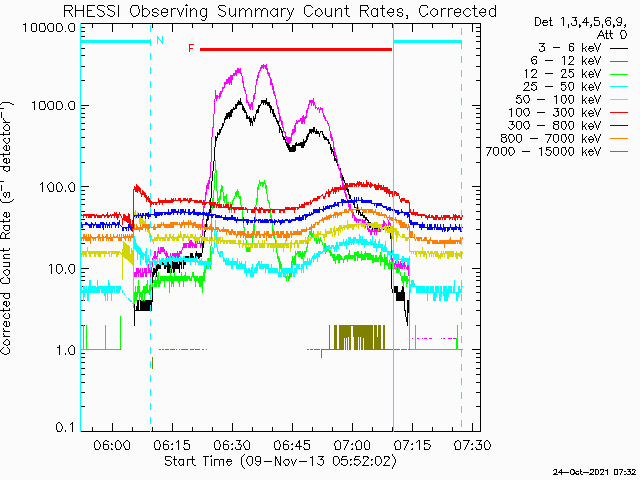 RHESSI Observing Summary Count Rates, Corrected
Det 1,3,4,5,6,9,
Att 0
3 - 6 keV
6 - 12 keV
12 - 25 keV
25 - 50 keV
50 - 100 keV
100 - 300 keV
300 - 800 keV
800 - 7000 keV
7000 - 15000 keV
N
F
Corrected Count Rate (s⁻¹ detector⁻¹)
10000.0
1000.0
100.0
10.0
1.0
0.1
06:00 06:15 06:30 06:45 07:00 07:15 07:30
Start Time (09-Nov-13 05:52:02)
24-Oct-2021 07:32